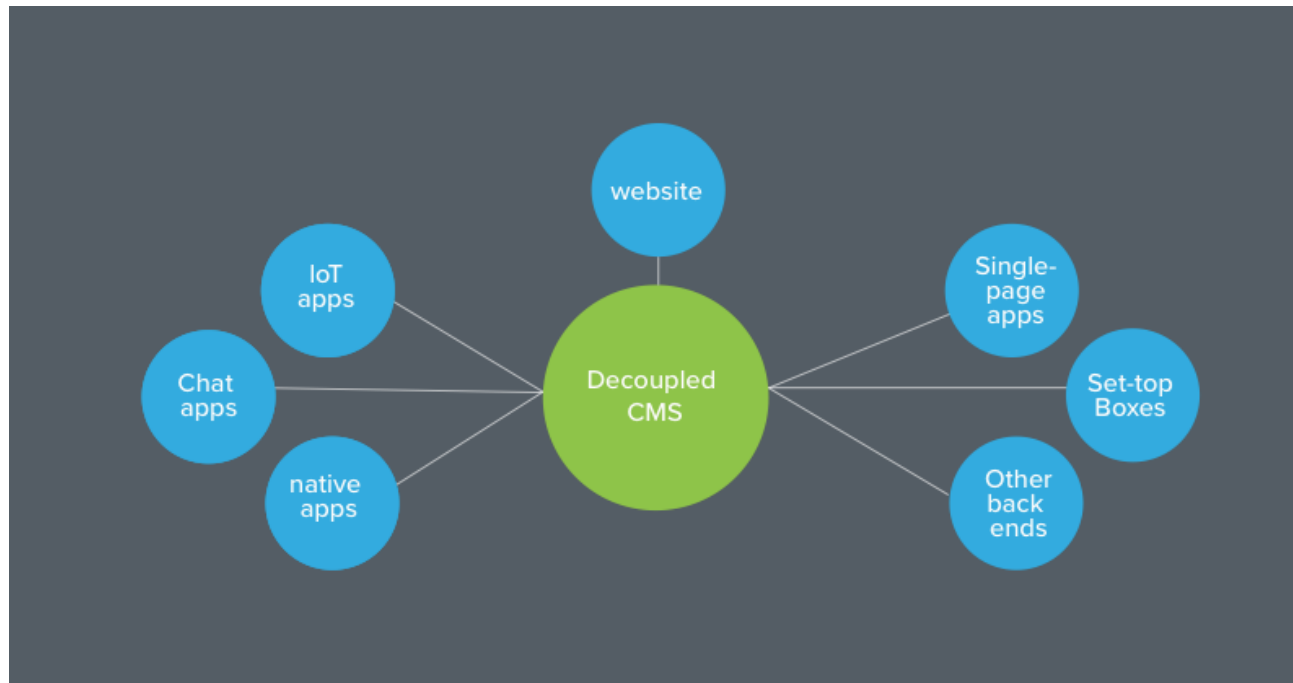 website
IoT
apps
Single-
page
apps
Chat
apps
Decoupled
CMS
Set-top
Boxes
native
apps
Other
back
ends